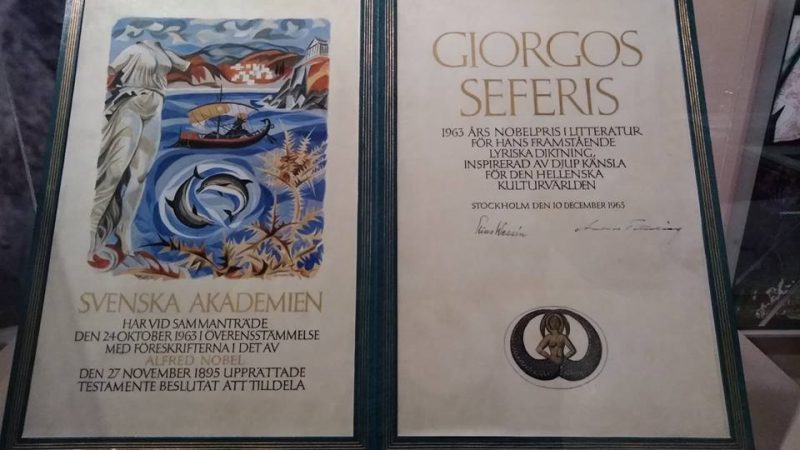 SVENSKA AKADEMIEN
HAR VID SAMMANTRÄDE
DEN 24 OKTOBER 1963 I ÖVERENSSTÄMMELSE
MED FÖRESKRIFTERNA I DET AV
ALFRED NOBEL
DEN 27 NOVEMBER 1895 UPPRÄTTADE
TESTAMENTE BESLUTAT ATT TILLDELA
GIORGOS
SEFERIS
1963 ÅRS NOBELPRIS I LITTERATUR
FÖR HANS FRAMSTÅENDE
LYRISKA DIKTNING,
INSPIRERAD AV DJUP KÄNSLA
FÖR DEN HELLENSKA
KULTURVÄRLDEN
STOCKHOLM DEN 10 DECEMBER 1963